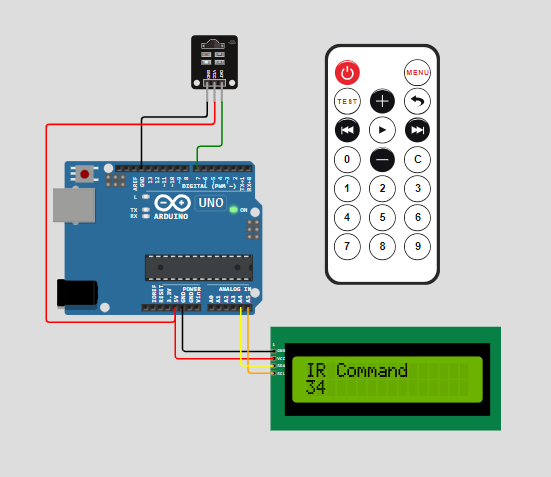 GND
VCC
DAT
MENU
TEST
0
C
1
2
3
4
5
6
7
8
9
AREF
GND
13
12
~11
~10
~9
8
7
~6
~5
4
~3
2
TX→1
RX←0
DIGITAL (PWM ~)
L
TX
RX
UNO
ARDUINO
ON
IOREF
RESET
3.3V
5V
GND
GND
Vin
POWER
ANALOG IN
A0
A1
A2
A3
A4
A5
1
GND
VCC
SDA
SCL
IR Command
34